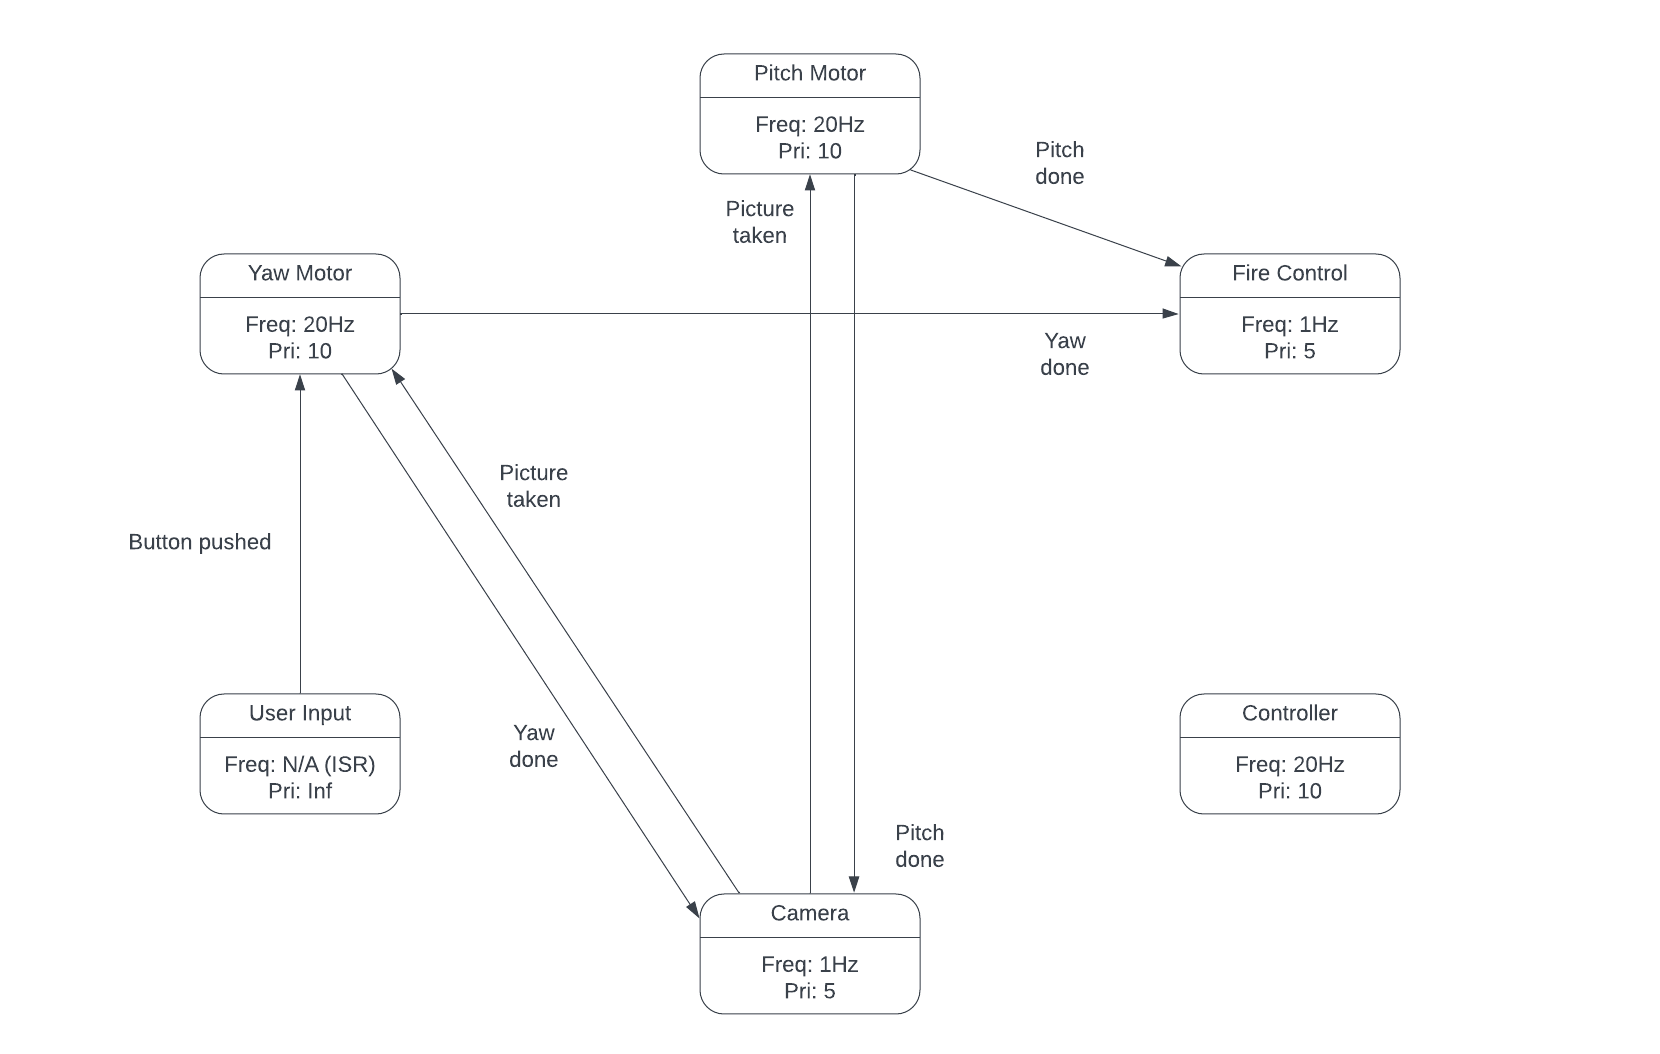 Pitch Motor
Freq: 20Hz
Pri: 10
Pitch
done
Picture
taken
Yaw Motor
Freq: 20Hz
Pri: 10
Fire Control
Freq: 1Hz
Pri: 5
Yaw
done
Picture
taken
Button pushed
User Input
Freq: N/A (ISR)
Pri: Inf
Yaw
done
Controller
Freq: 20Hz
Pri: 10
Pitch
done
Camera
Freq: 1Hz
Pri: 5